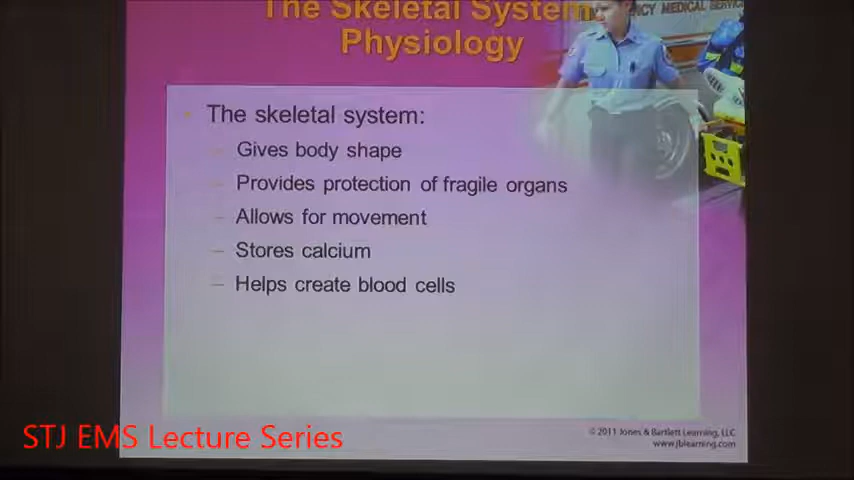 The Skeletal System
Physiology
The skeletal system:
– Gives body shape
– Provides protection of fragile organs
– Allows for movement
– Stores calcium
– Helps create blood cells
STJ EMS Lecture Series
© 2011 Jones & Bartlett Learning, LLC
www.jblearning.com